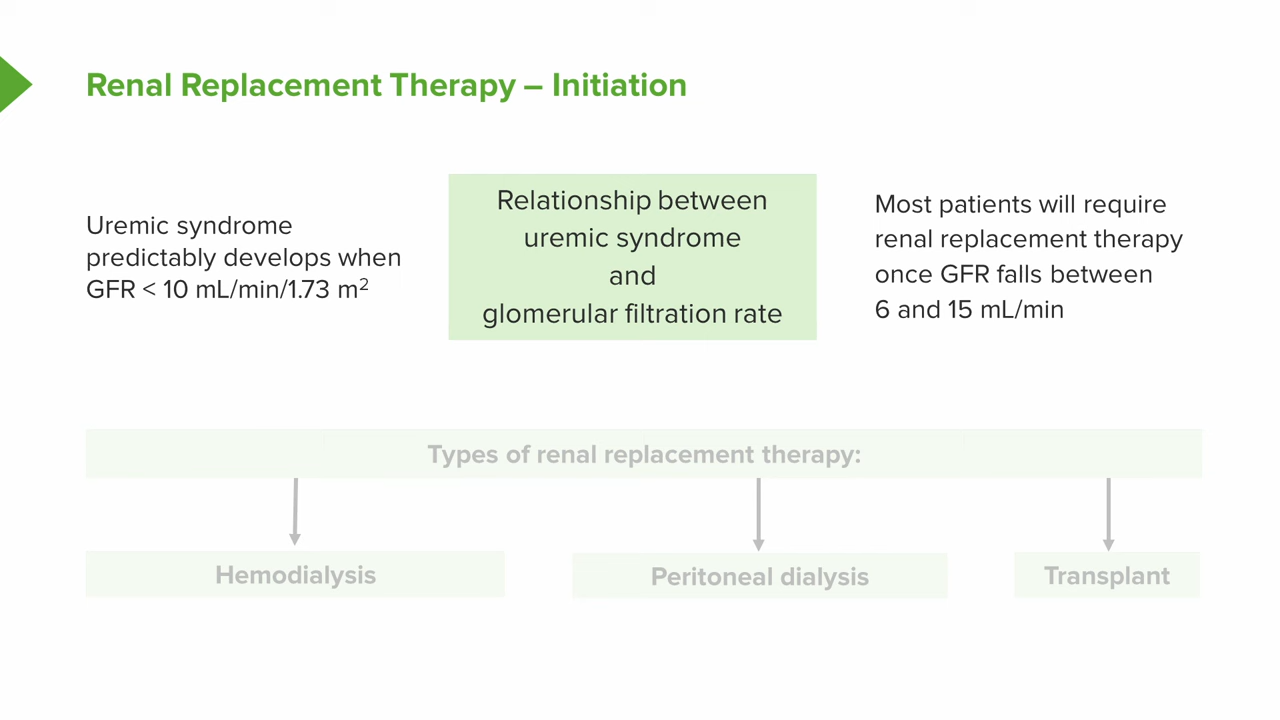 Renal Replacement Therapy – Initiation
Uremic syndrome
predictably develops when
GFR < 10 mL/min/1.73 m²
Relationship between
uremic syndrome
and
glomerular filtration rate
Most patients will require
renal replacement therapy
once GFR falls between
6 and 15 mL/min
Types of renal replacement therapy:
Hemodialysis
Peritoneal dialysis
Transplant